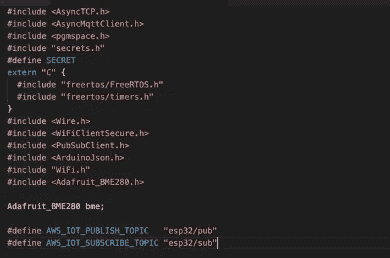 #include <AsyncTCP.h>
#include <AsyncMqttClient.h>
#include <pgmspace.h>
#include "secrets.h"
#define SECRET
extern "C" {
#include "freertos/FreeRTOS.h"
#include "freertos/timers.h"
}
#include <Wire.h>
#include <WiFiClientSecure.h>
#include <PubSubClient.h>
#include <ArduinoJson.h>
#include "WiFi.h"
#include <Adafruit_BME280.h>
Adafruit_BME280 bme;
#define AWS_IOT_PUBLISH_TOPIC "esp32/pub"
#define AWS_IOT_SUBSCRIBE_TOPIC "esp32/sub"